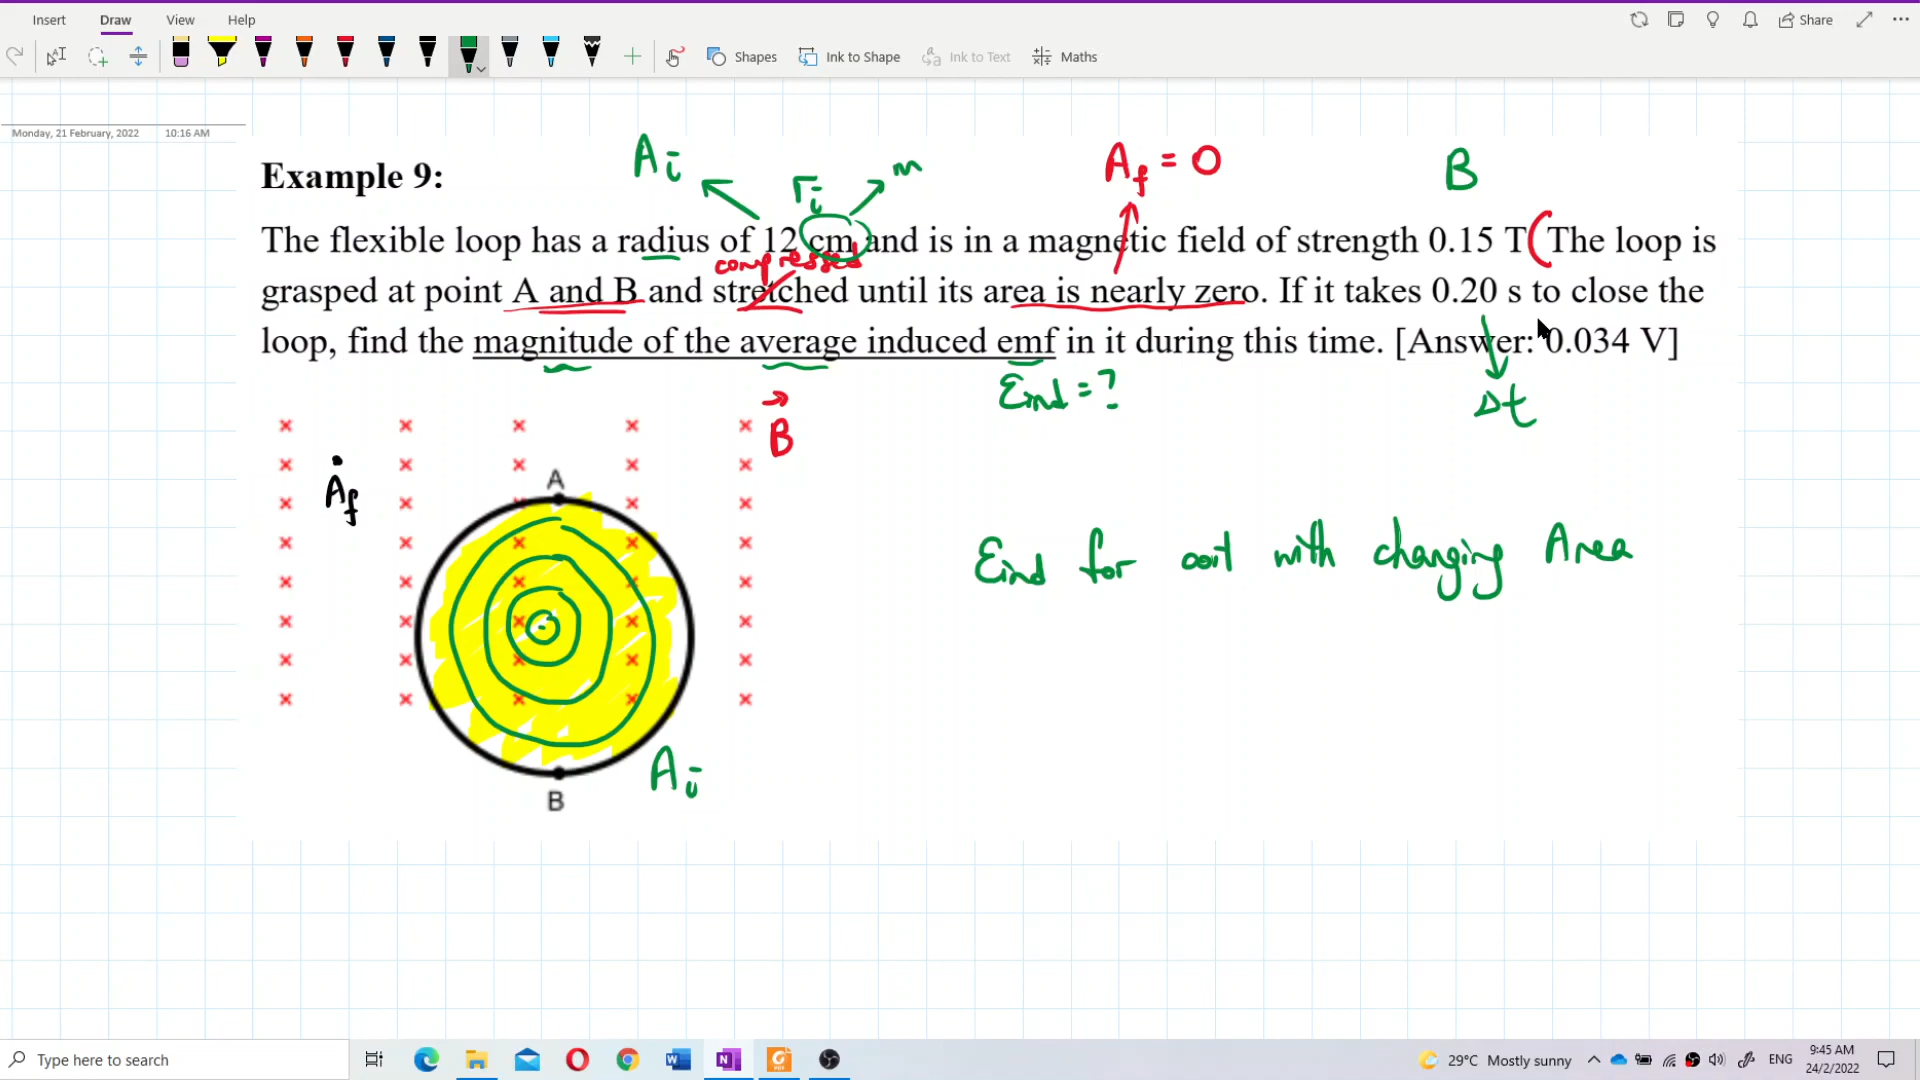 Insert Draw View Help
Share
Shapes Ink to Shape Ink to Text Maths
Monday, 21 February, 2022 10:16 AM
Ai
ri
m
Af = 0
B
Example 9:
The flexible loop has a radius of 12 cm and is in a magnetic field of strength 0.15 T. The loop is
compressed
grasped at point A and B and stretched until its area is nearly zero. If it takes 0.20 s to close the
loop, find the magnitude of the average induced emf in it during this time. [Answer: 0.034 V]
Eind = ?
Δt
B
Af
A
Eind for coil with changing Area
Ai
B
Type here to search
29°C Mostly sunny
ENG
9:45 AM
24/2/2022